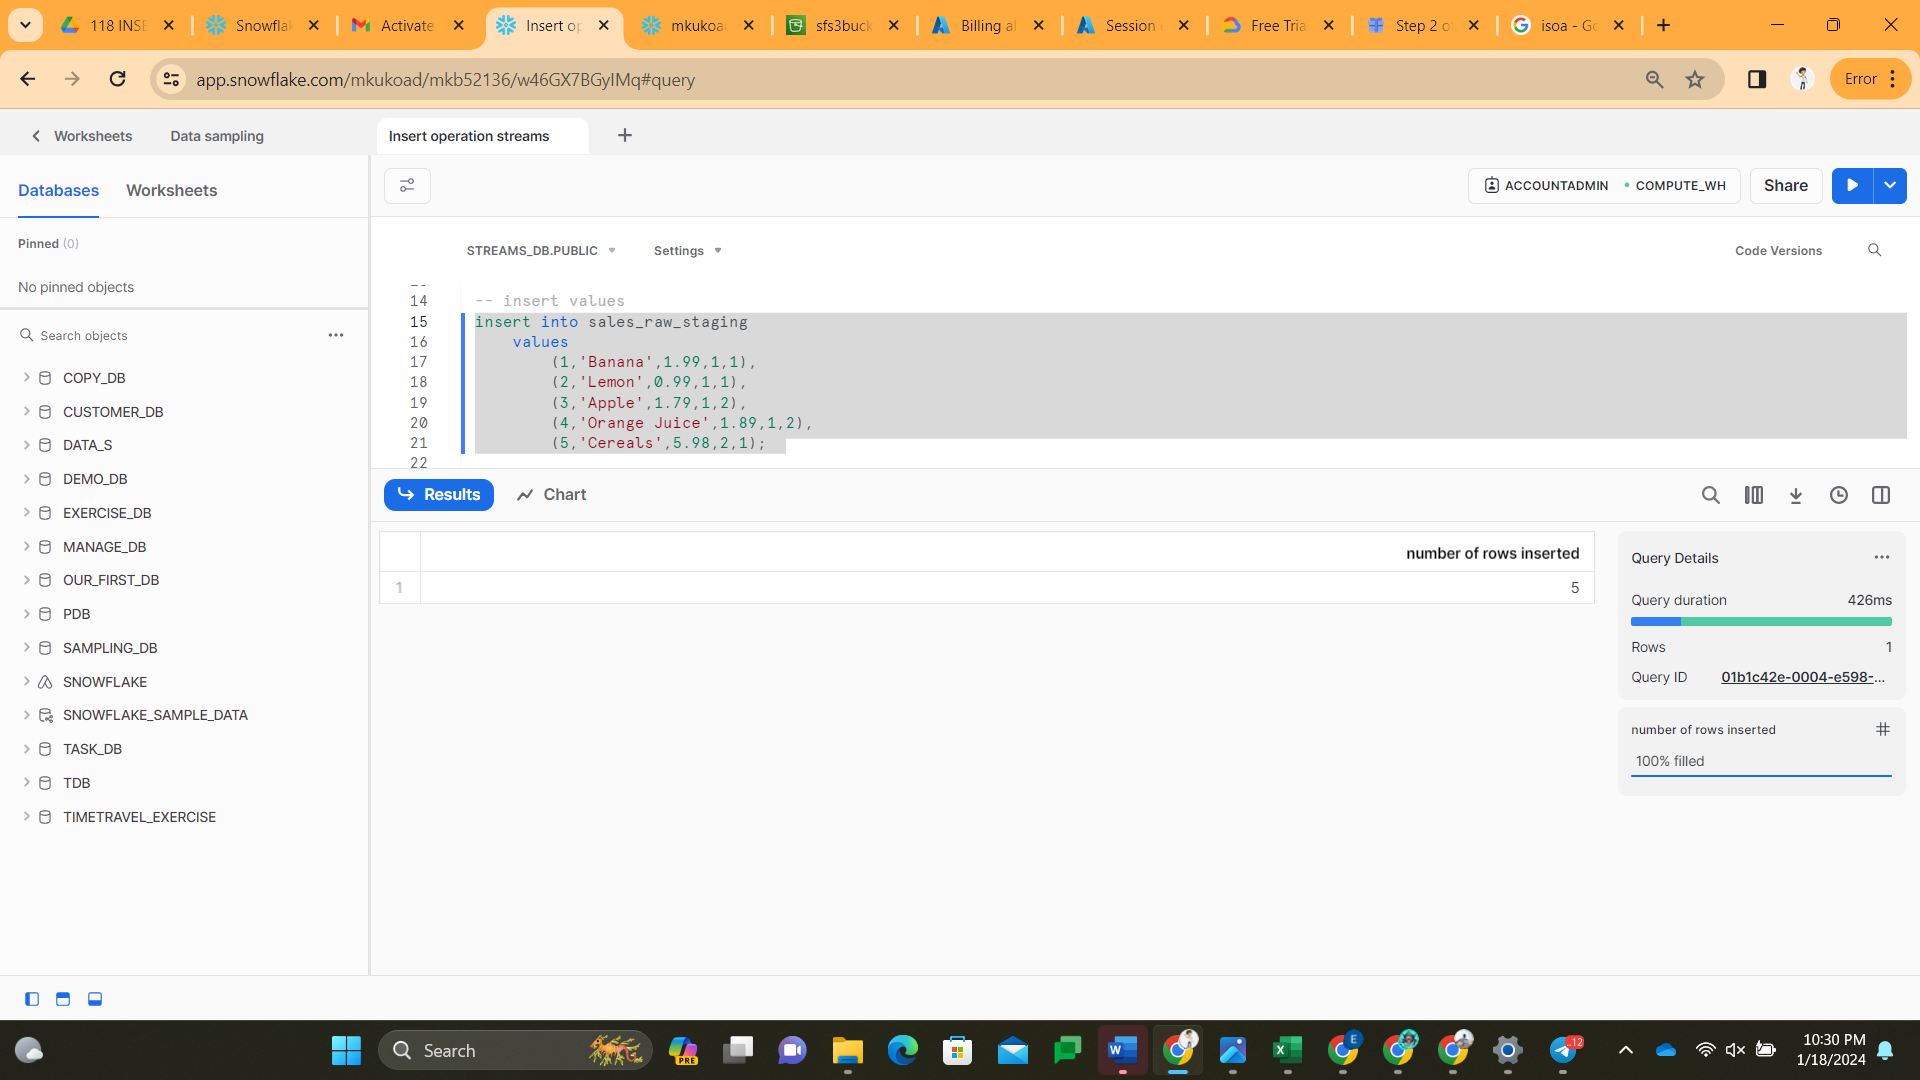 118 INSE
Snowflak
Activate
Insert op
mkukoad
sfs3buck
Billing al
Session
Free Tria
Step 2 o
isoa - Go
app.snowflake.com/mkukoad/mkb52136/w46GX7BGyIMq#query
Error
Worksheets
Data sampling
Insert operation streams
Databases
Worksheets
ACCOUNTADMIN
COMPUTE_WH
Share
Pinned (0)
No pinned objects
Search objects
COPY_DB
CUSTOMER_DB
DATA_S
DEMO_DB
EXERCISE_DB
MANAGE_DB
OUR_FIRST_DB
PDB
SAMPLING_DB
SNOWFLAKE
SNOWFLAKE_SAMPLE_DATA
TASK_DB
TDB
TIMETRAVEL_EXERCISE
STREAMS_DB.PUBLIC
Settings
Code Versions
14 -- insert values
15 insert into sales_raw_staging
16 values
17 (1,'Banana',1.99,1,1),
18 (2,'Lemon',0.99,1,1),
19 (3,'Apple',1.79,1,2),
20 (4,'Orange Juice',1.89,1,2),
21 (5,'Cereals',5.98,2,1);
22
Results
Chart
number of rows inserted
1 5
Query Details
Query duration 426ms
Rows 1
Query ID 01b1c42e-0004-e598-...
number of rows inserted
100% filled
Search
PRE
E
12
10:30 PM
1/18/2024